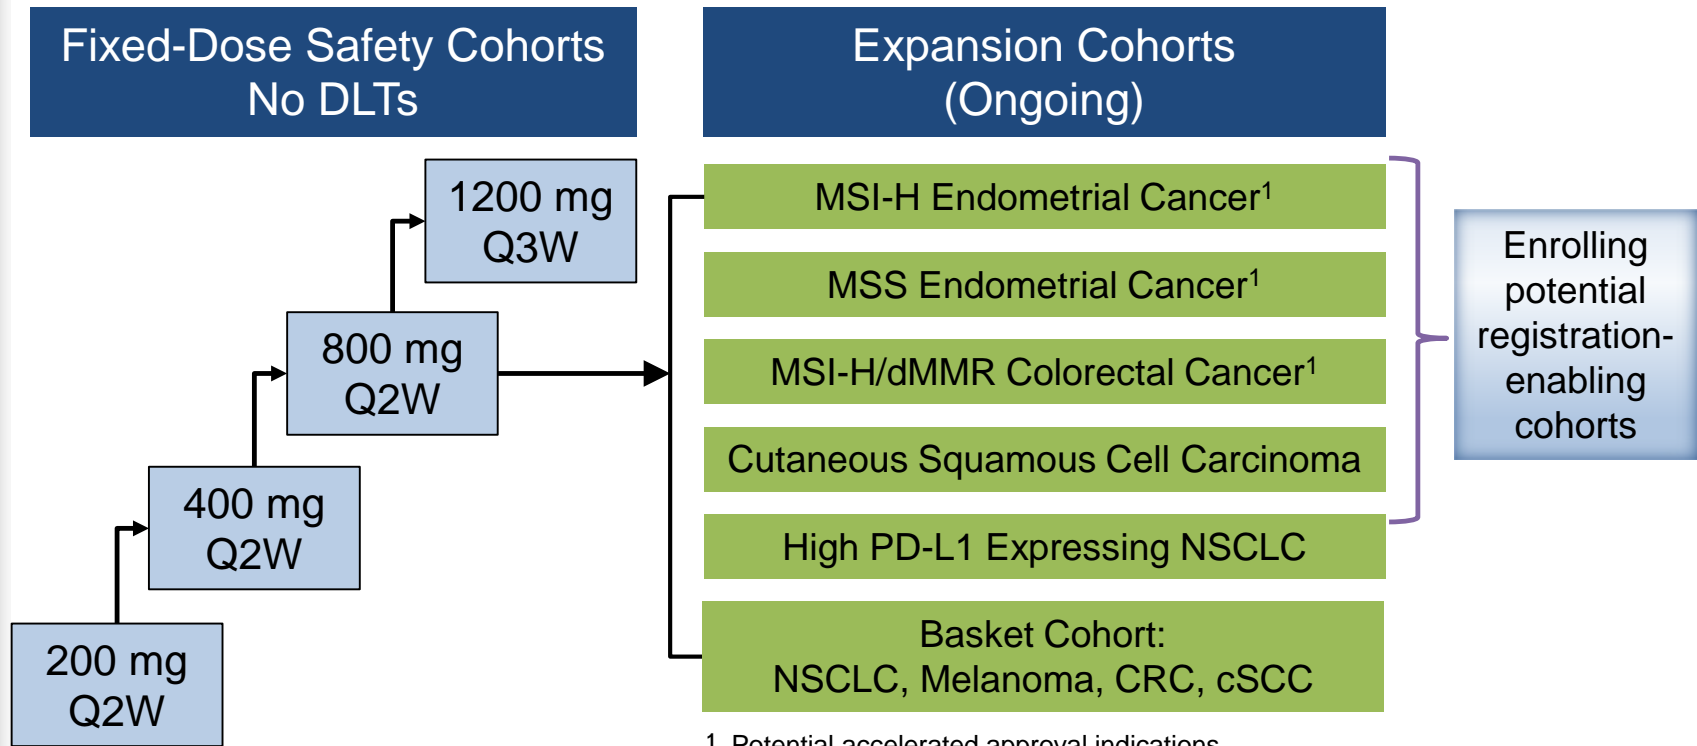 Fixed-Dose Safety Cohorts
No DLTs
Expansion Cohorts
(Ongoing)
1200 mg
Q3W
800 mg
Q2W
400 mg
Q2W
200 mg
Q2W
MSI-H Endometrial Cancer¹
MSS Endometrial Cancer¹
MSI-H/dMMR Colorectal Cancer¹
Cutaneous Squamous Cell Carcinoma
High PD-L1 Expressing NSCLC
Basket Cohort:
NSCLC, Melanoma, CRC, cSCC
Enrolling
potential
registration-
enabling
cohorts
1 Potential accelerated approval indications